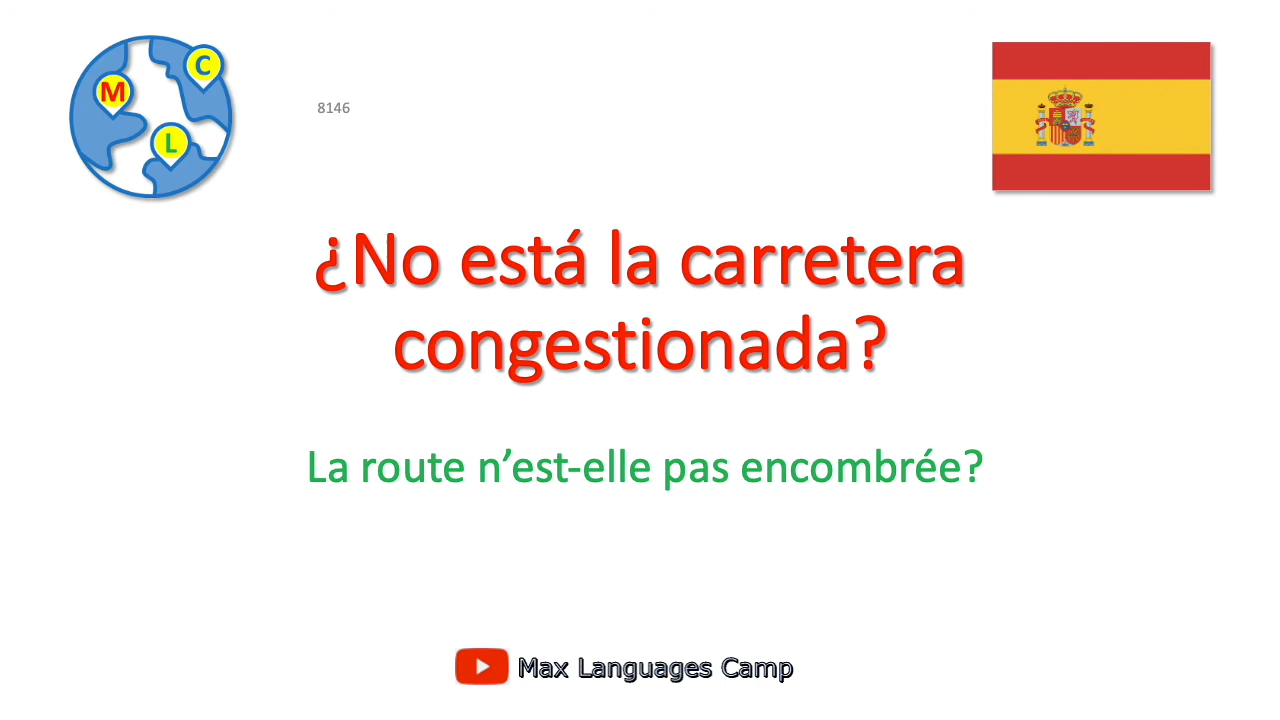 M
C
L
8146
¿No está la carretera
congestionada?
La route n’est-elle pas encombrée?
Max Languages Camp